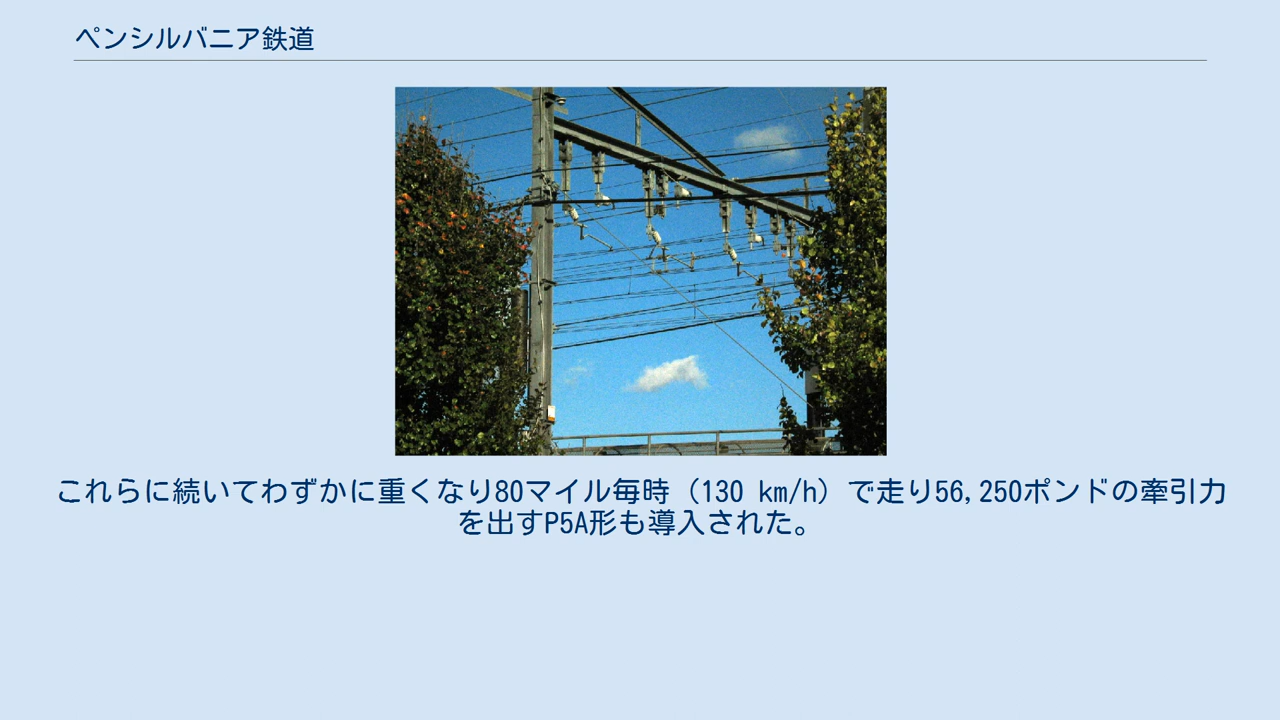 ペンシルバニア鉄道
これらに続いてわずかに重くなり80マイル毎時（130 km/h）で走り56,250ポンドの牽引力
を出すP5A形も導入された。